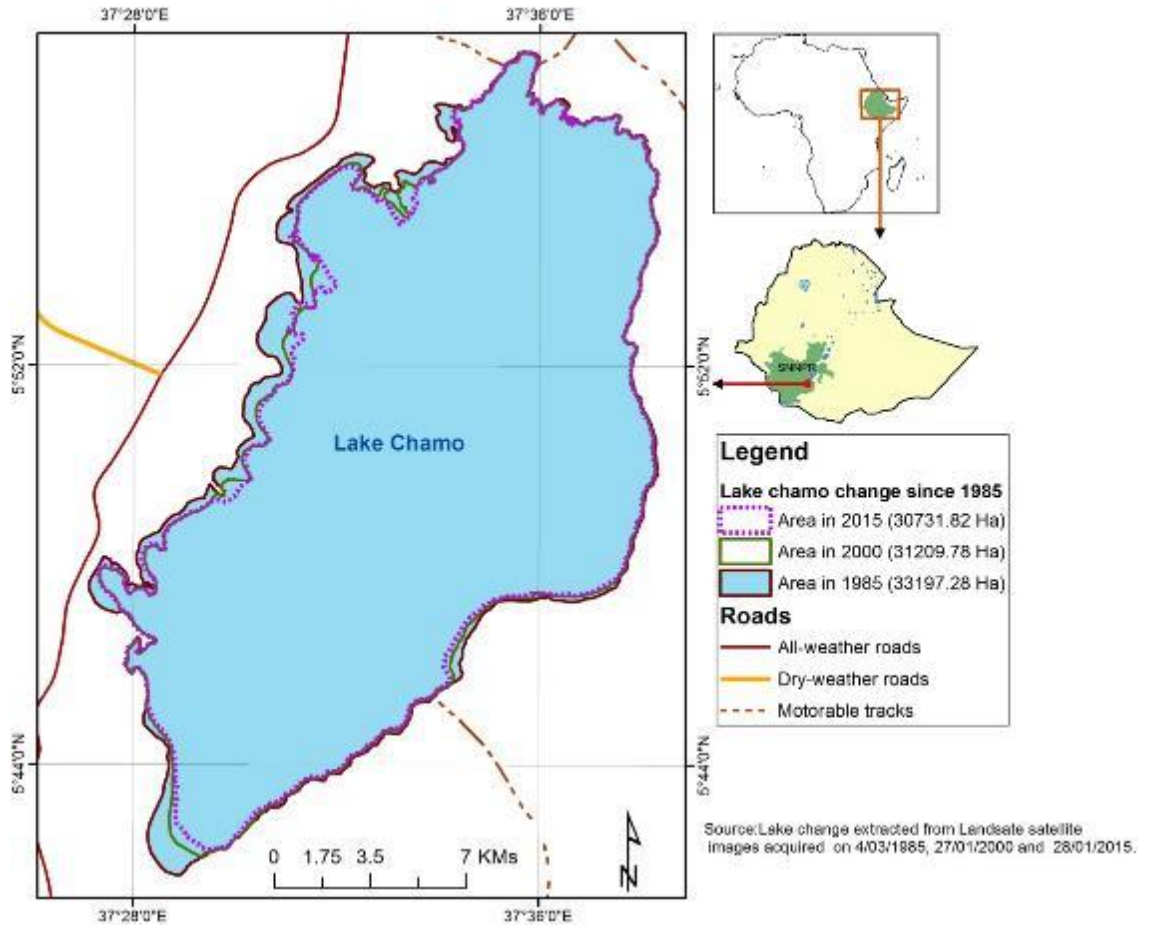 37°28'0"E
37°36'0"E
5°52'0"N
5°52'0"N
SNNPR
Lake Chamo
Legend
Lake chamo change since 1985
Area in 2015 (30731.82 Ha)
Area in 2000 (31209.78 Ha)
Area in 1985 (33197.28 Ha)
Roads
All-weather roads
Dry-weather roads
Motorable tracks
5°44'0"N
5°44'0"N
0 1.75 3.5 7 KMs
N
Source:Lake change extracted from Landsate satellite
images acquired on 4/03/1985, 27/01/2000 and 28/01/2015.
37°28'0"E
37°36'0"E